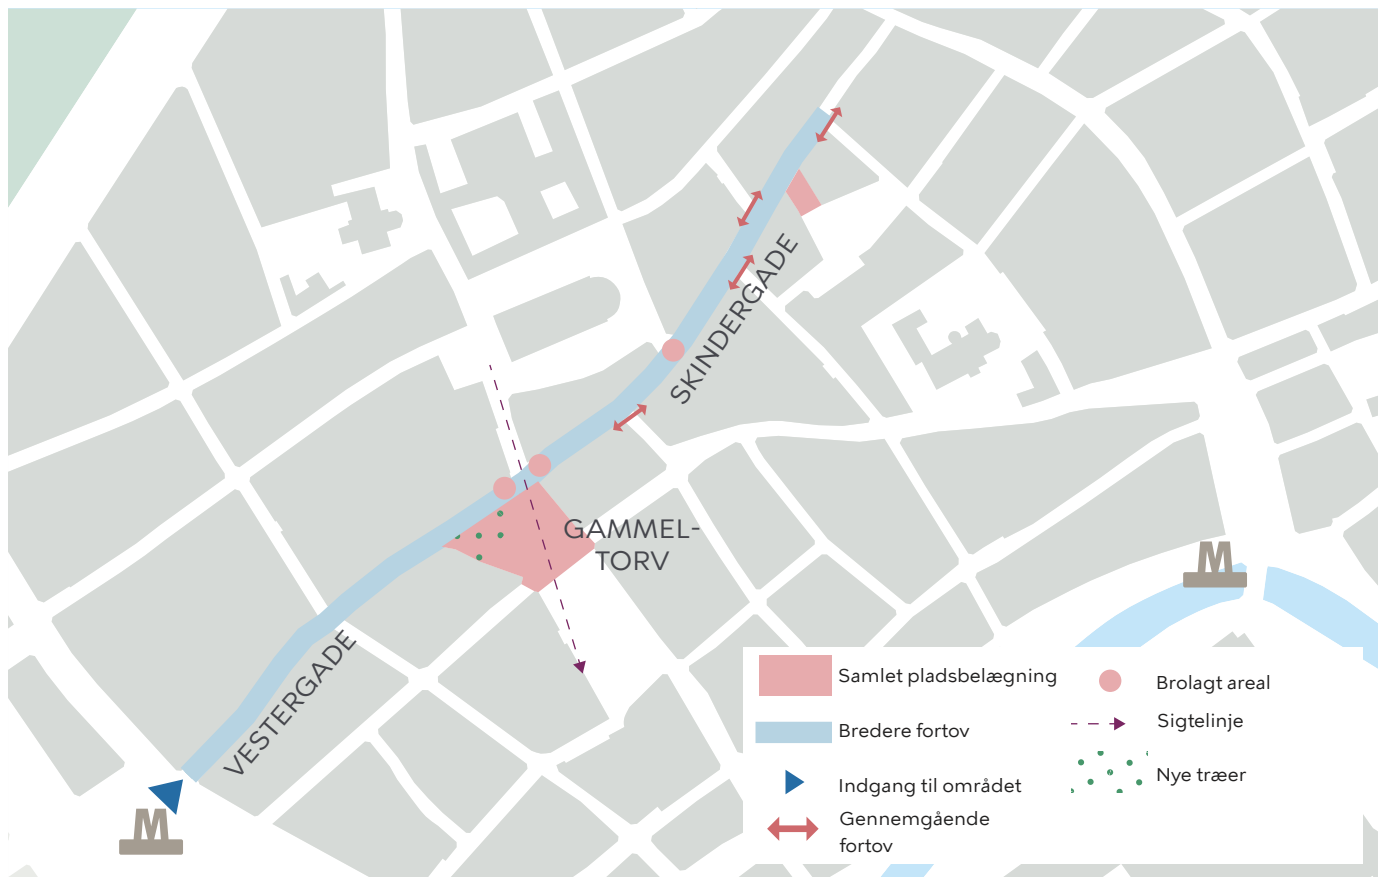 SKINDERGADE
GAMMEL-
TORV
VESTERGADE
M
M
Samlet pladsbelægning
Bredere fortov
Indgang til området
Gennemgående
fortov
Brolagt areal
Sigtelinje
Nye træer